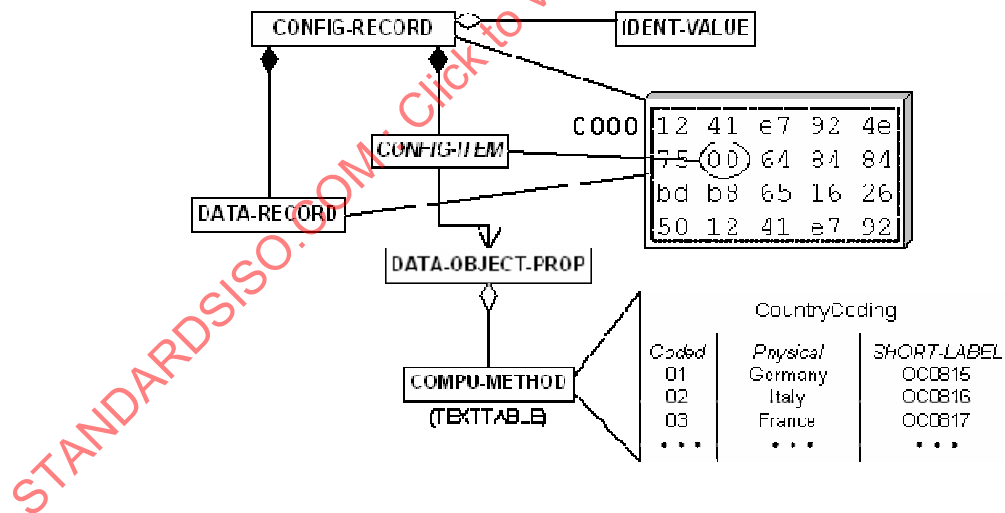 CONFIG-RECORD
IDENT-VALUE
C000
12 41 e7 92 4e
75 00 64 84 84
CONFIG-ITEM
bd b8 65 16 26
DATA-RECORD
50 12 41 e7 92
DATA-OBJECT-PROP
CountryCoding
Coded Physical SHORT-LABEL
COMPU-METHOD
(TEXTTABLE)
01 Germany OC0815
02 Italy OC0816
03 France OC0817
• • • • • • • • •
STANDARDSISO.COM : Click to v